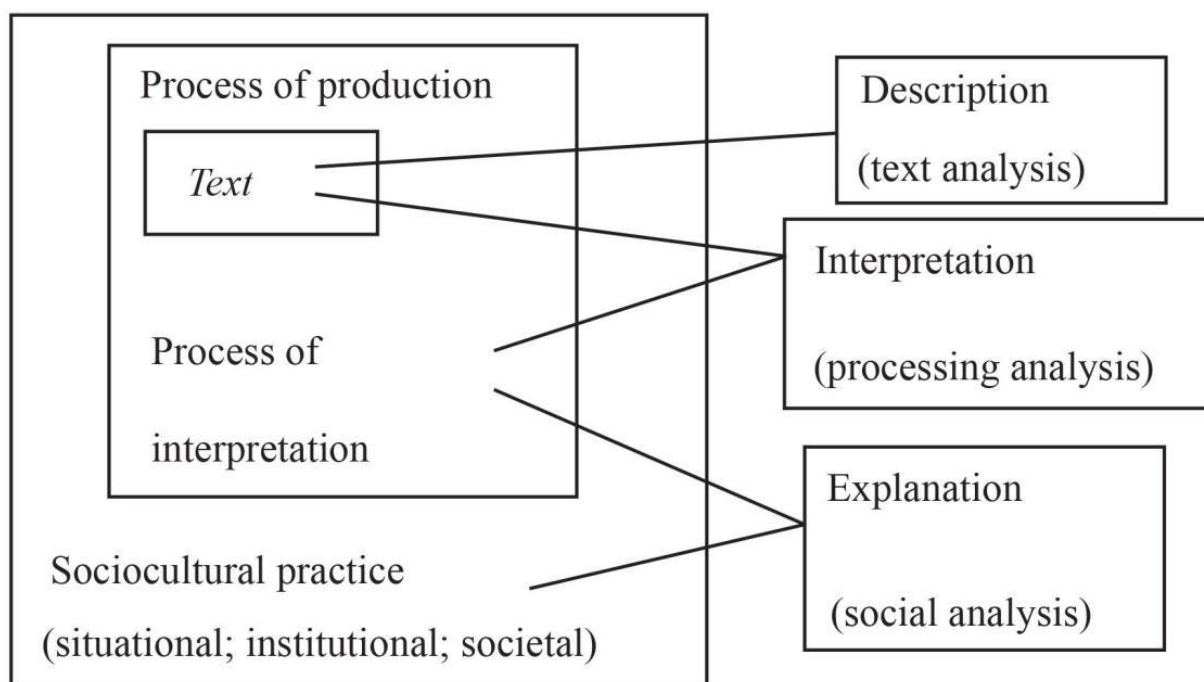 Process of production
Text
Process of
interpretation
Sociocultural practice
(situational; institutional; societal)
Description
(text analysis)
Interpretation
(processing analysis)
Explanation
(social analysis)